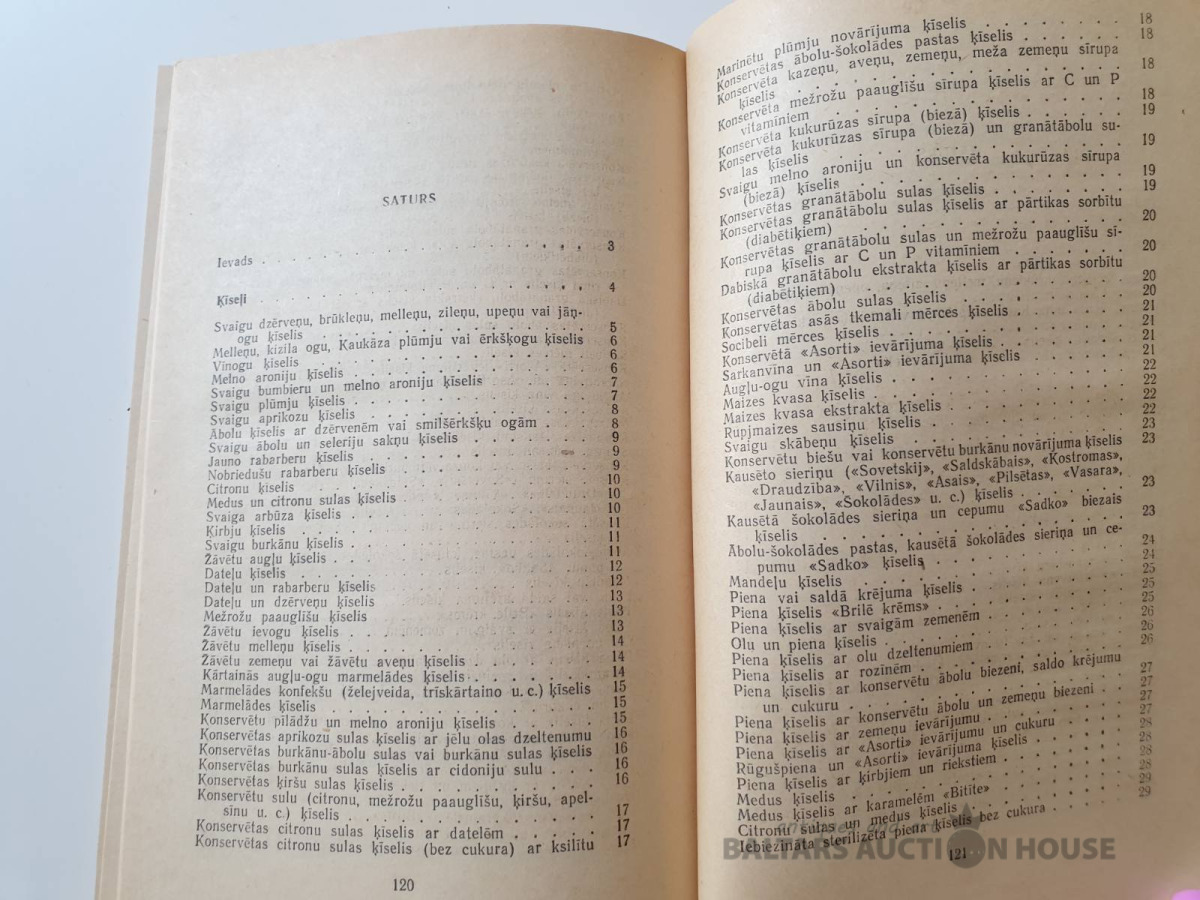 SATURS
Ievads . . . . . . . . . . . . 3
Ķīseļi . . . . . . . . . . . . 4
Svaigu dzērveņu, brūkleņu, melleņu, zileņu, upeņu vai jāņ-
ogu ķīselis . . . . . . . . . . 5
Melleņu, kizila ogu, Kaukāza plūmju vai ērkšķogu ķīselis 6
Vīnogu ķīselis . . . . . . . . . . 6
Melno aroniju ķīselis . . . . . . . . 6
Svaigu bumbieru un melno aroniju ķīselis . . . . 7
Svaigu plūmju ķīselis . . . . . . . . 7
Svaigu aprikozu ķīselis . . . . . . . . 8
Ābolu ķīselis ar dzērvenēm vai smilšērkšķu ogām . . . 8
Svaigu ābolu un seleriju sakņu ķīselis . . . . . 9
Jauno rabarberu ķīselis . . . . . . . . 9
Nobriedušu rabarberu ķīselis . . . . . . . 9
Citronu ķīselis . . . . . . . . . . 10
Medus un citronu sulas ķīselis . . . . . . . 10
Svaiga arbūza ķīselis . . . . . . . . . 10
Ķirbju ķīselis . . . . . . . . . . 11
Svaigu burkānu ķīselis . . . . . . . . 11
Žāvētu augļu ķīselis . . . . . . . . . 11
Dateļu ķīselis . . . . . . . . . . 12
Dateļu un rabarberu ķīselis . . . . . . . 12
Dateļu un dzērveņu ķīselis . . . . . . . 13
Mežrožu paauglīšu ķīselis . . . . . . . 13
Žāvētu ievogu ķīselis . . . . . . . . 13
Žāvētu melleņu ķīselis . . . . . . . . 14
Žāvētu zemeņu vai žāvētu aveņu ķīselis . . . . . 14
Kārtainās augļu-ogu marmelādes ķīselis . . . . . 14
Marmelādes konfekšu (želejveida, trīskārtaino u. c.) ķīselis 15
Marmelādes ķīselis . . . . . . . . . 15
Konservētu pīlādžu un melno aroniju ķīselis . . . . 15
Konservētas aprikozu sulas ķīselis ar jēlu olas dzeltenumu 16
Konservētas burkānu-ābolu sulas vai burkānu sulas ķīselis 16
Konservētas burkānu sulas ķīselis ar cidoniju sulu . . . 16
Konservētas ķiršu sulas ķīselis . . . . . . 16
Konservētu sulu (citronu, mežrožu paauglīšu, ķiršu, apel-
sīnu u. c.) ķīselis . . . . . . . . . 17
Konservētas citronu sulas ķīselis ar datelēm . . . . 17
Konservētas citronu sulas ķīselis (bez cukura) ar ksilītu 17
120
Marinētu plūmju novārījuma ķīselis . . . . . . 18
Konservētas ābolu-šokolādes pastas ķīselis . . . . 18
Konservēta kazeņu, aveņu, zemeņu, meža zemeņu sīrupa
ķīselis . . . . . . . . . . . . 18
Konservēta mežrožu paauglīšu sīrupa ķīselis ar C un P
vitamīniem . . . . . . . . . . . 18
Konservēta kukurūzas sīrupa (biezā) ķīselis . . . . 19
Konservēta kukurūzas sīrupa (biezā) un granātābolu su-
las ķīselis . . . . . . . . . . . 19
Svaigu melno aroniju un konservēta kukurūzas sīrupa
(biezā) ķīselis . . . . . . . . . . 19
Konservētas granātābolu sulas ķīselis . . . . . . 19
Konservētas granātābolu sulas ķīselis ar pārtikas sorbītu
(diabētiķiem) . . . . . . . . . . 20
Konservētas granātābolu sulas un mežrožu paauglīšu sī-
rupa ķīselis ar C un P vitamīniem . . . . . 20
Dabiskā granātābolu ekstrakta ķīselis ar pārtikas sorbītu
(diabētiķiem) . . . . . . . . . . 20
Konservētas ābolu sulas ķīselis . . . . . . . 20
Konservētas asās tkemali mērces ķīselis . . . . . 21
Socibeli mērces ķīselis . . . . . . . . 21
Konservētā «Asorti» ievārījuma ķīselis . . . . . 21
Sarkanvīna un «Asorti» ievārījuma ķīselis . . . . 21
Augļu-ogu vīna ķīselis . . . . . . . . 22
Maizes kvasa ķīselis . . . . . . . . . 22
Maizes kvasa ekstrakta ķīselis . . . . . . . 22
Rupjmaizes sausiņu ķīselis . . . . . . . 22
Svaigu skābeņu ķīselis . . . . . . . . 23
Konservētu biešu vai konservētu burkānu novārījuma ķīselis 23
Kausēto sieriņu («Sovetskij», «Saldskābais», «Kostromas»,
«Draudzība», «Vilnis», «Asais», «Pilsētas», «Vasara»,
«Jaunais», «Šokolādes» u. c.) ķīselis . . . . . 23
Kausētā šokolādes sieriņa un cepumu «Sadko» biezais
ķīselis . . . . . . . . . . . . 23
Ābolu-šokolādes pastas, kausētā šokolādes sieriņa un ce-
pumu «Sadko» ķīselis . . . . . . . . 24
Mandeļu ķīselis . . . . . . . . . . 24
Piena vai saldā krējuma ķīselis . . . . . . . 25
Piena ķīselis «Brilē krēms» . . . . . . . 25
Piena ķīselis ar svaigām zemenēm . . . . . . 25
Olu un piena ķīselis . . . . . . . . . 26
Piena ķīselis ar olu dzeltenumiem . . . . . . 26
Piena ķīselis ar rozīnēm . . . . . . . . 26
Piena ķīselis ar konservētu ābolu biezeni, saldo krējumu
un cukuru . . . . . . . . . . . 27
Piena ķīselis ar konservētu ābolu un zemeņu biezeni . . 27
Piena ķīselis ar zemeņu ievārījumu . . . . . . 27
Piena ķīselis ar «Asorti» ievārījumu un cukuru . . . 28
Rūgušpiena un «Asorti» ievārījuma ķīselis . . . . 28
Piena ķīselis ar ķirbjiem un riekstiem . . . . . 28
Medus ķīselis . . . . . . . . . . 28
Medus ķīselis ar karamelēm «Bitīte» . . . . . . 29
Citronu sulas un medus ķīselis . . . . . . . 29
Iebiezināta sterilizēta piena ķīselis bez cukura . . . 29
121
BALTARS AUCTION HOUSE